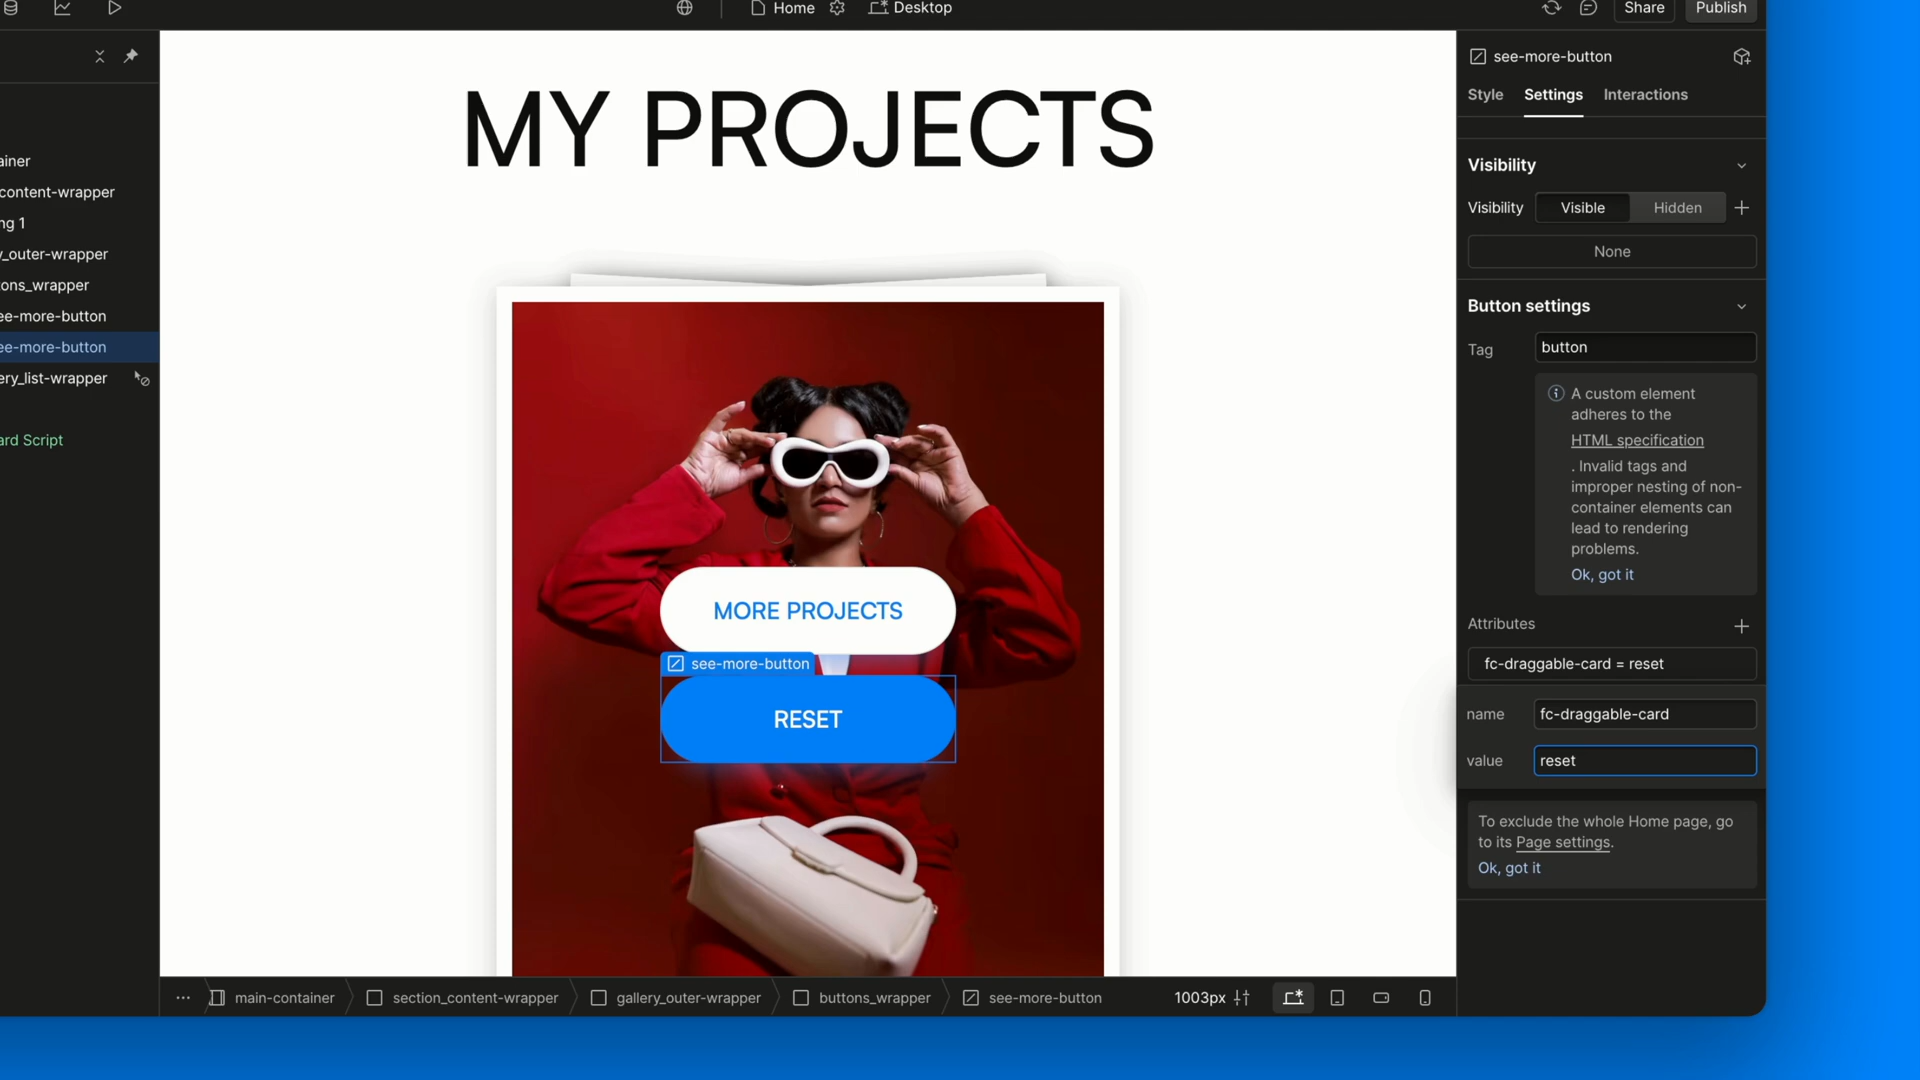 Home
Desktop
Share
Publish
ainer
content-wrapper
ng 1
y_outer-wrapper
ons_wrapper
ee-more-button
ee-more-button
ery_list-wrapper
ard Script
MY PROJECTS
MORE PROJECTS
see-more-button
RESET
see-more-button
Style Settings Interactions
Visibility
Visibility Visible Hidden
None
Button settings
Tag button
A custom element
adheres to the
HTML specification
. Invalid tags and
improper nesting of non-
container elements can
lead to rendering
problems.
Ok, got it
Attributes
fc-draggable-card = reset
name fc-draggable-card
value reset
To exclude the whole Home page, go
to its Page settings.
Ok, got it
... main-container section_content-wrapper gallery_outer-wrapper buttons_wrapper see-more-button 1003px